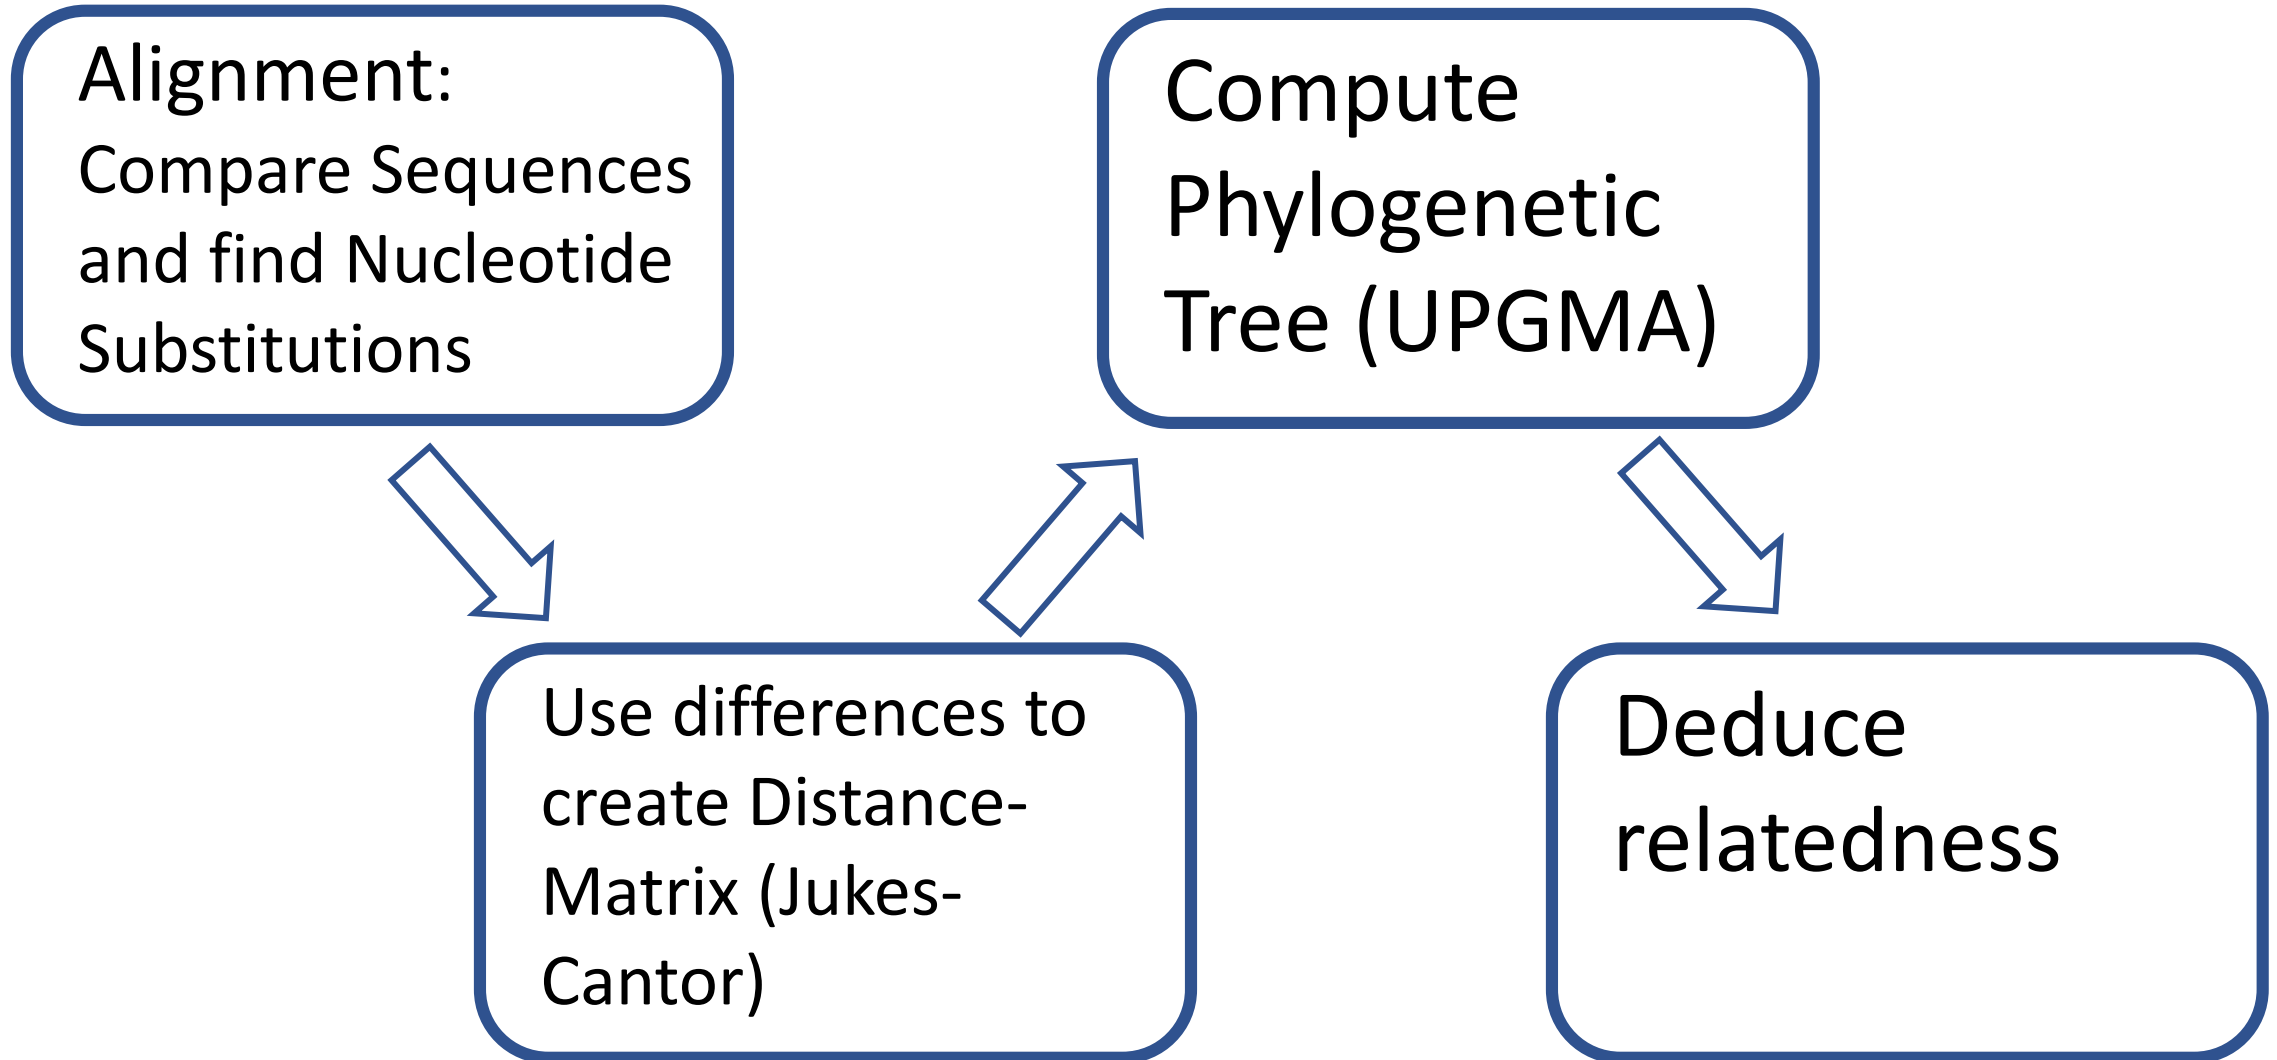 Alignment:
Compare Sequences
and find Nucleotide
Substitutions
Use differences to
create Distance-
Matrix (Jukes-
Cantor)
Compute
Phylogenetic
Tree (UPGMA)
Deduce
relatedness